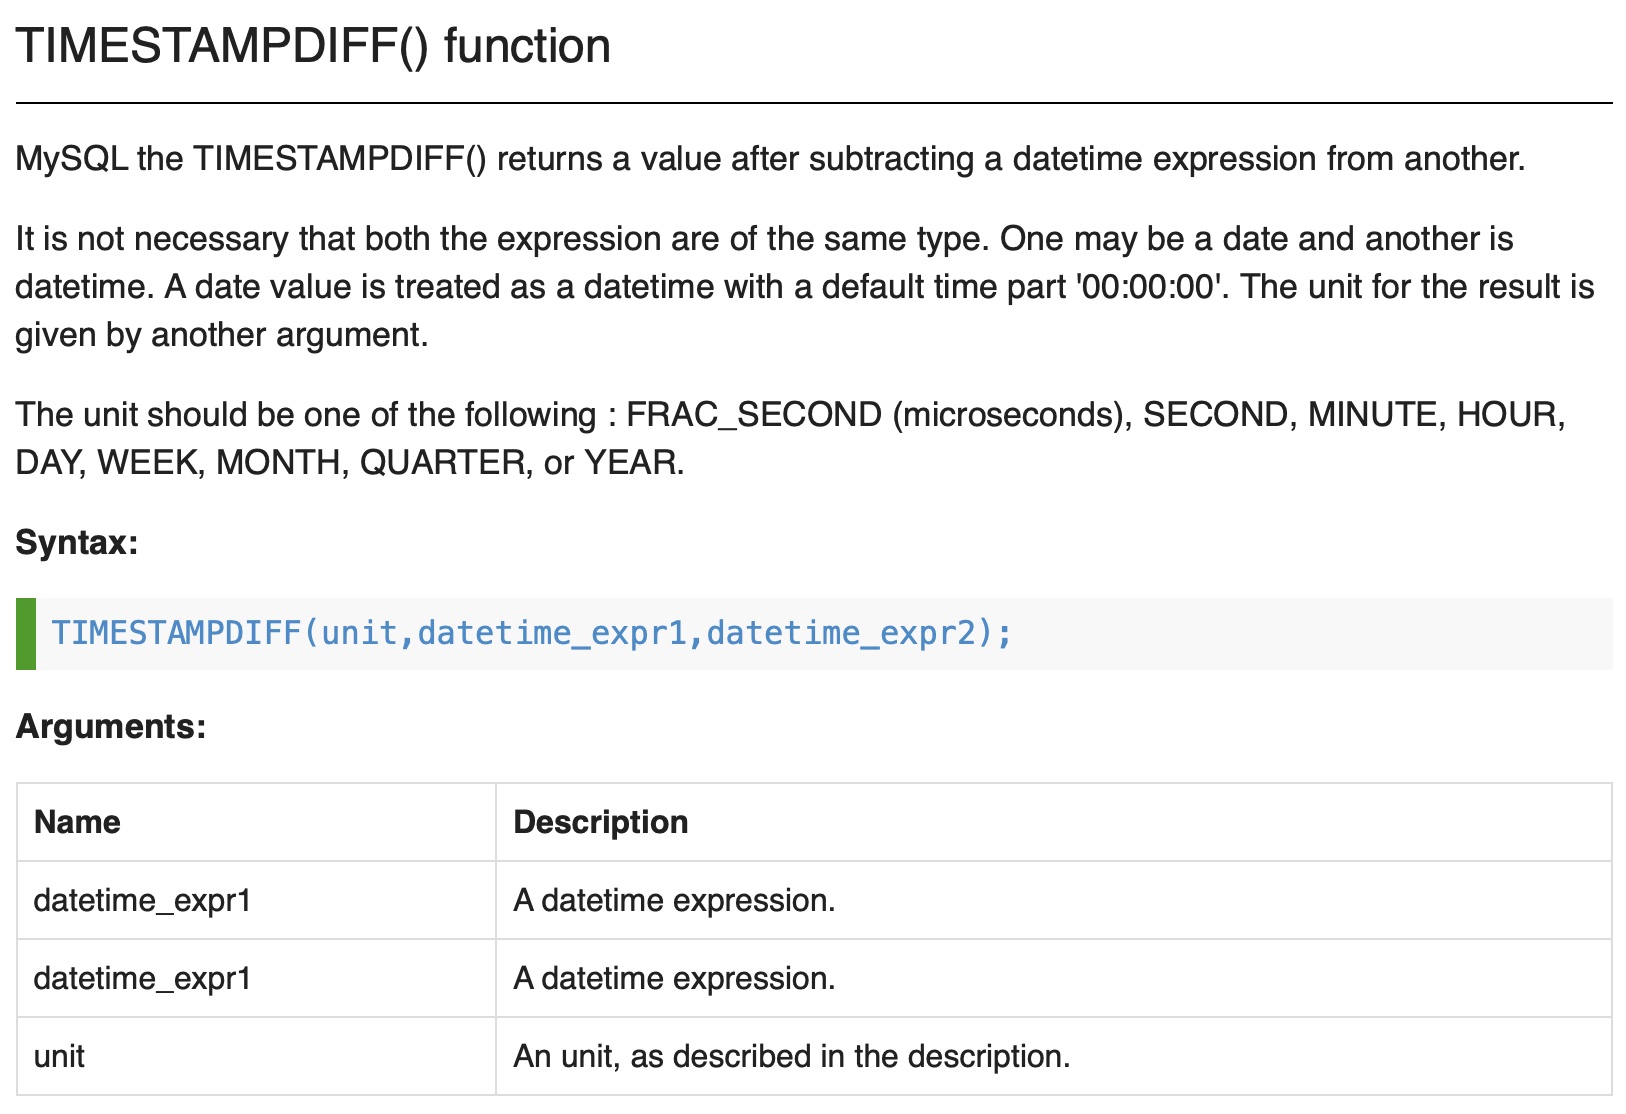 TIMESTAMPDIFF() function
MySQL the TIMESTAMPDIFF() returns a value after subtracting a datetime expression from another.
It is not necessary that both the expression are of the same type. One may be a date and another is
datetime. A date value is treated as a datetime with a default time part '00:00:00'. The unit for the result is
given by another argument.
The unit should be one of the following : FRAC_SECOND (microseconds), SECOND, MINUTE, HOUR,
DAY, WEEK, MONTH, QUARTER, or YEAR.
Syntax:
TIMESTAMPDIFF(unit,datetime_expr1,datetime_expr2);
Arguments:
Name Description
datetime_expr1 A datetime expression.
datetime_expr1 A datetime expression.
unit An unit, as described in the description.